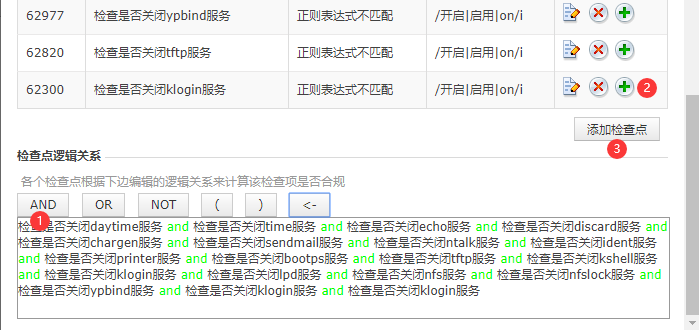 62977 检查是否关闭ypbind服务 正则表达式不匹配 /开启|启用|on/i
62820 检查是否关闭tftp服务 正则表达式不匹配 /开启|启用|on/i
62300 检查是否关闭klogin服务 正则表达式不匹配 /开启|启用|on/i 2
添加检查点
3
检查点逻辑关系
各个检查点根据下边编辑的逻辑关系来计算该检查项是否合规
AND OR NOT ( ) <-
1
检查是否关闭daytime服务 and 检查是否关闭time服务 and 检查是否关闭echo服务 and 检查是否关闭discard服务 and
检查是否关闭chargen服务 and 检查是否关闭sendmail服务 and 检查是否关闭ntalk服务 and 检查是否关闭ident服务
and 检查是否关闭printer服务 and 检查是否关闭bootps服务 and 检查是否关闭tftp服务 and 检查是否关闭kshell服务
and 检查是否关闭klogin服务 and 检查是否关闭lpd服务 and 检查是否关闭nfs服务 and 检查是否关闭nfslock服务 and
检查是否关闭ypbind服务 and 检查是否关闭klogin服务 and 检查是否关闭klogin服务